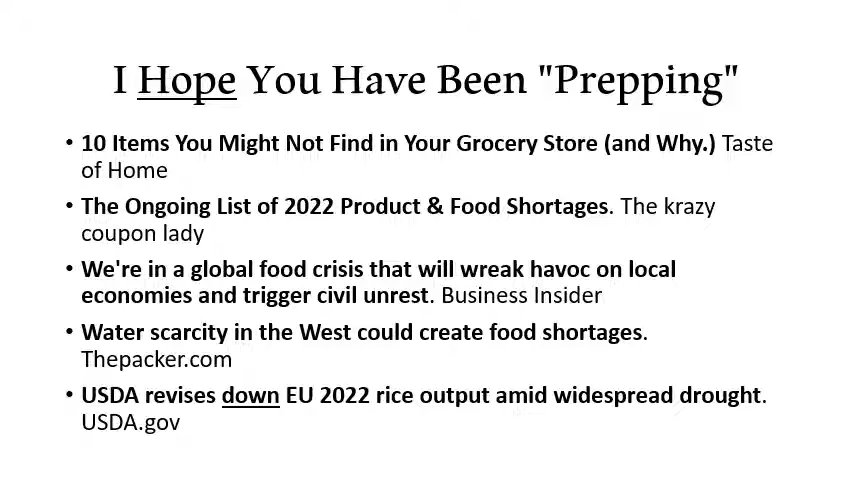 I Hope You Have Been "Prepping"
• 10 Items You Might Not Find in Your Grocery Store (and Why.) Taste
of Home
• The Ongoing List of 2022 Product & Food Shortages. The krazy
coupon lady
• We're in a global food crisis that will wreak havoc on local
economies and trigger civil unrest. Business Insider
• Water scarcity in the West could create food shortages.
Thepacker.com
• USDA revises down EU 2022 rice output amid widespread drought.
USDA.gov